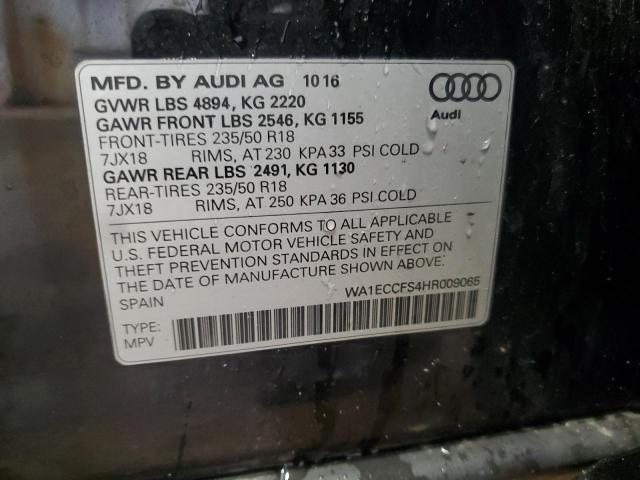 MFD. BY AUDI AG 10 16
GVWR LBS 4894, KG 2220
GAWR FRONT LBS 2546, KG 1155
FRONT-TIRES 235/50 R18
7JX18 RIMS, AT 230 KPA 33 PSI COLD
GAWR REAR LBS 2491, KG 1130
REAR-TIRES 235/50 R18
7JX18 RIMS, AT 250 KPA 36 PSI COLD
Audi
THIS VEHICLE CONFORMS TO ALL APPLICABLE
U.S. FEDERAL MOTOR VEHICLE SAFETY AND
THEFT PREVENTION STANDARDS IN EFFECT ON
THE DATE OF MANUFACTURE SHOWN ABOVE.
SPAIN WA1ECCFS4HR009065
TYPE:
MPV